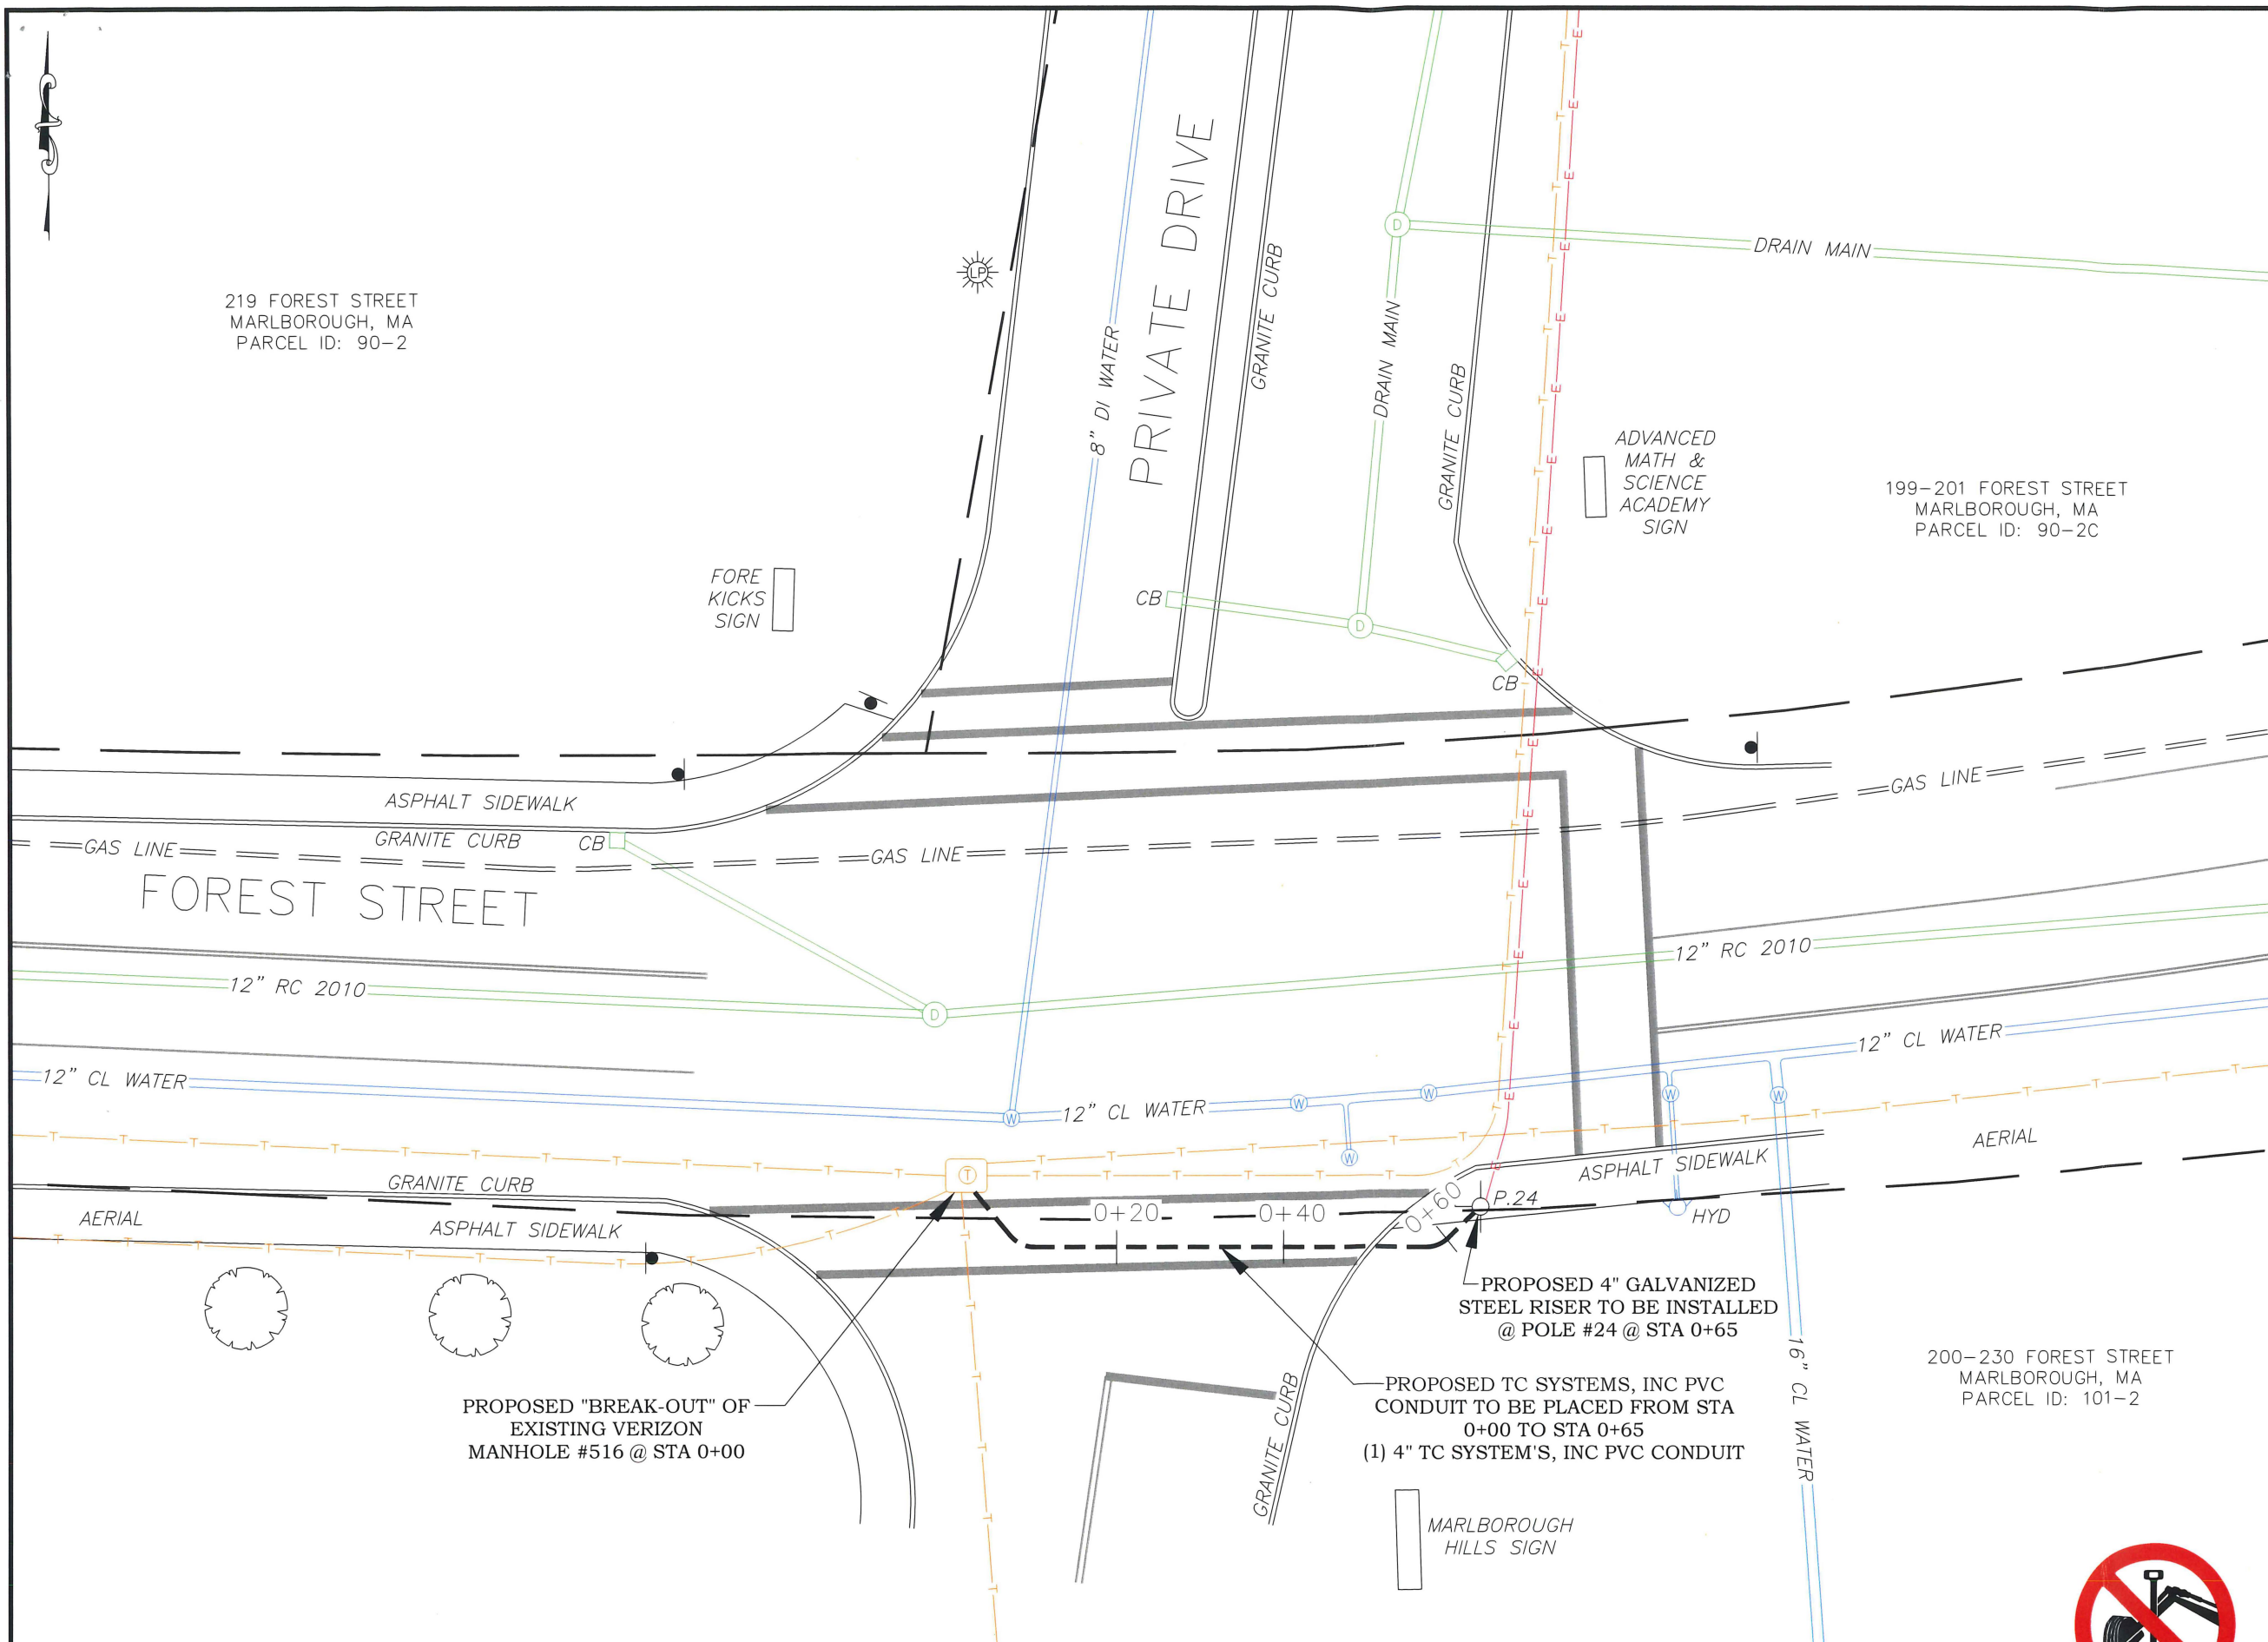 219 FOREST STREET
MARLBOROUGH, MA
PARCEL ID: 90-2
LP
8" DI WATER
PRIVATE DRIVE
GRANITE CURB
D
DRAIN MAIN
DRAIN MAIN
GRANITE CURB
ADVANCED
MATH &
SCIENCE
ACADEMY
SIGN
199-201 FOREST STREET
MARLBOROUGH, MA
PARCEL ID: 90-2C
FORE
KICKS
SIGN
CB
D
CB
ASPHALT SIDEWALK
GRANITE CURB
CB
GAS LINE
GAS LINE
GAS LINE
FOREST STREET
12" RC 2010
D
12" RC 2010
12" CL WATER
W
12" CL WATER
W
W
W
W
W
12" CL WATER
T
GRANITE CURB
AERIAL
ASPHALT SIDEWALK
0+20
0+40
0+60
P.24
ASPHALT SIDEWALK
AERIAL
HYD
PROPOSED 4" GALVANIZED
STEEL RISER TO BE INSTALLED
@ POLE #24 @ STA 0+65
PROPOSED "BREAK-OUT" OF
EXISTING VERIZON
MANHOLE #516 @ STA 0+00
PROPOSED TC SYSTEMS, INC PVC
CONDUIT TO BE PLACED FROM STA
0+00 TO STA 0+65
(1) 4" TC SYSTEM'S, INC PVC CONDUIT
GRANITE CURB
16" CL WATER
200-230 FOREST STREET
MARLBOROUGH, MA
PARCEL ID: 101-2
MARLBOROUGH
HILLS SIGN